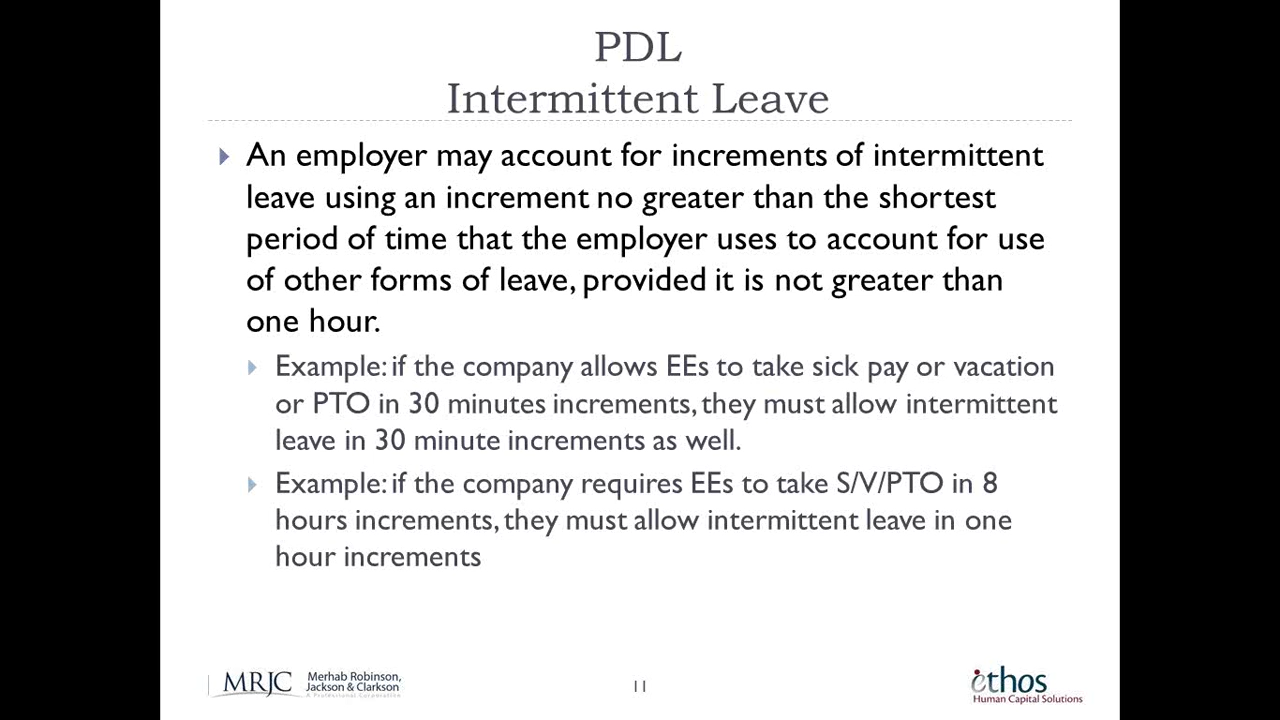 PDL
Intermittent Leave
An employer may account for increments of intermittent
leave using an increment no greater than the shortest
period of time that the employer uses to account for use
of other forms of leave, provided it is not greater than
one hour.
Example: if the company allows EEs to take sick pay or vacation
or PTO in 30 minutes increments, they must allow intermittent
leave in 30 minute increments as well.
Example: if the company requires EEs to take S/V/PTO in 8
hours increments, they must allow intermittent leave in one
hour increments
MRJC
Merhab Robinson,
Jackson & Clarkson
A Professional Corporation
11
ethos
Human Capital Solutions